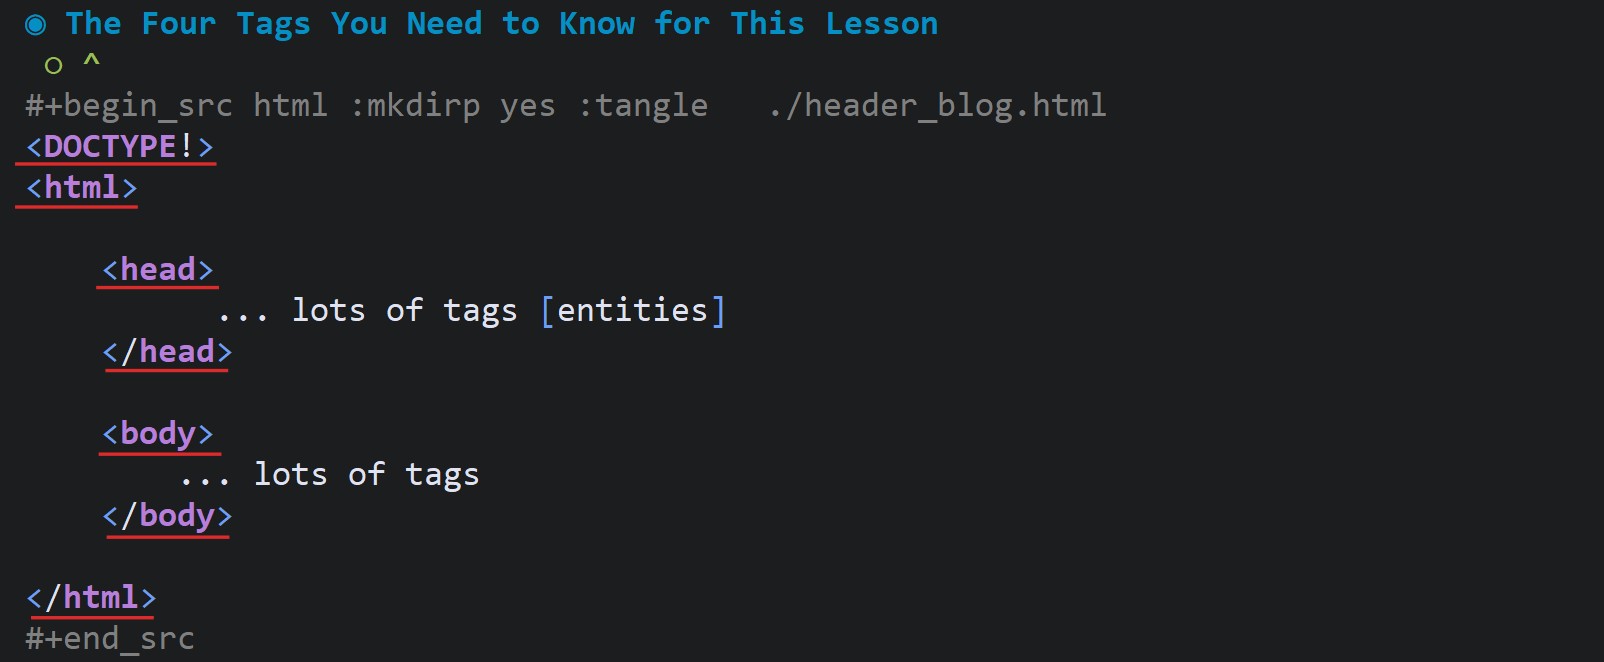 ◉ The Four Tags You Need to Know for This Lesson
○ ^
#+begin_src html :mkdirp yes :tangle   ./header_blog.html
<DOCTYPE!>
<html>
<head>
... lots of tags [entities]
</head>
<body>
... lots of tags
</body>
</html>
#+end_src